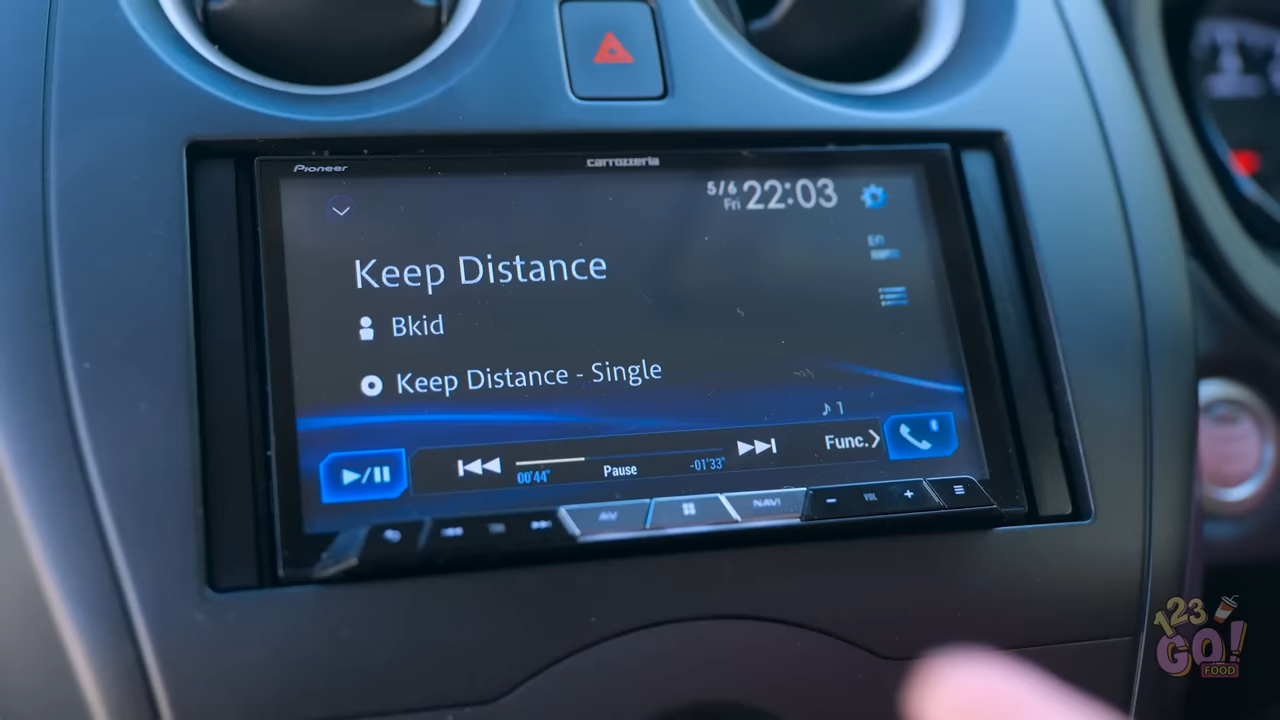 Pioneer
carrozzeria
5/6
Fri
22:03
Keep Distance
Bkid
Keep Distance - Single
♪ 1
Func.
00'44"
Pause
-01'33"
AV
NAVI
- VOL +
123
GO!
FOOD